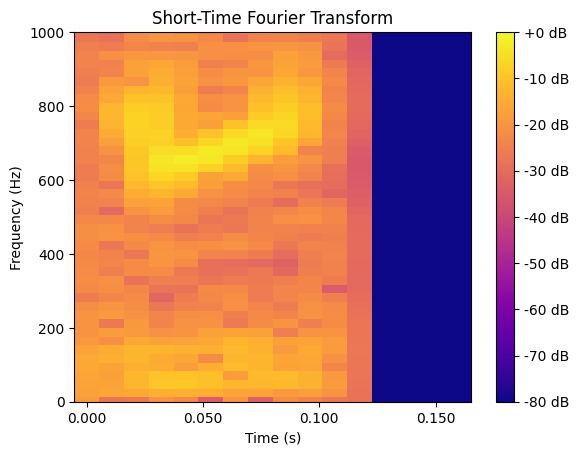 Short-Time Fourier Transform
1000
800
600
400
200
0
Frequency (Hz)
0.000
0.050
0.100
0.150
Time (s)
+0 dB
-10 dB
-20 dB
-30 dB
-40 dB
-50 dB
-60 dB
-70 dB
-80 dB